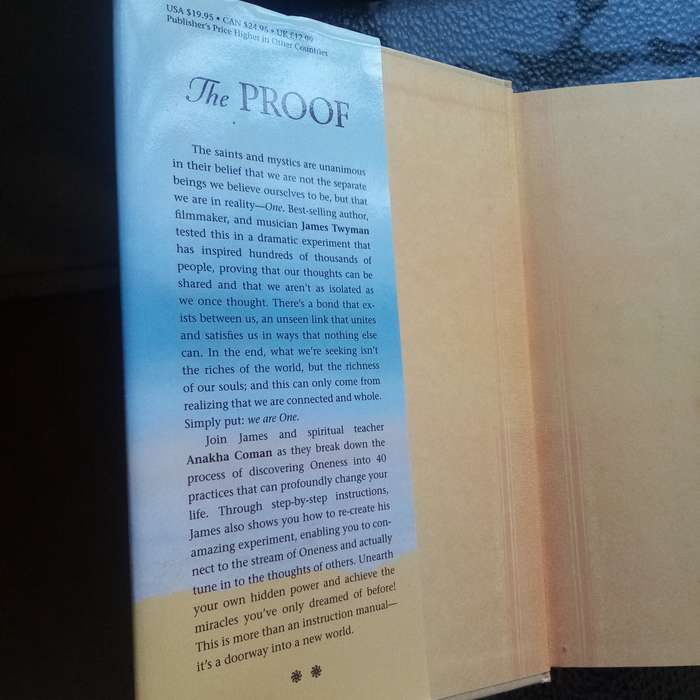 USA $19.95 • CAN $24.95 • UK £12.99
Publisher's Price Higher in Other Countries
The PROOF
The saints and mystics are unanimous
in their belief that we are not the separate
beings we believe ourselves to be, but that
we are in reality—One. Best-selling author,
filmmaker, and musician James Twyman
tested this in a dramatic experiment that
has inspired hundreds of thousands of
people, proving that our thoughts can be
shared and that we aren't as isolated as
we once thought. There's a bond that ex-
ists between us, an unseen link that unites
and satisfies us in ways that nothing else
can. In the end, what we're seeking isn't
the riches of the world, but the richness
of our souls; and this can only come from
realizing that we are connected and whole.
Simply put: we are One.
Join James and spiritual teacher
Anakha Coman as they break down the
process of discovering Oneness into 40
practices that can profoundly change your
life. Through step-by-step instructions,
James also shows you how to re-create his
amazing experiment, enabling you to con-
nect to the stream of Oneness and actually
tune in to the thoughts of others. Unearth
your own hidden power and achieve the
miracles you've only dreamed of before!
This is more than an instruction manual—
it's a doorway into a new world.